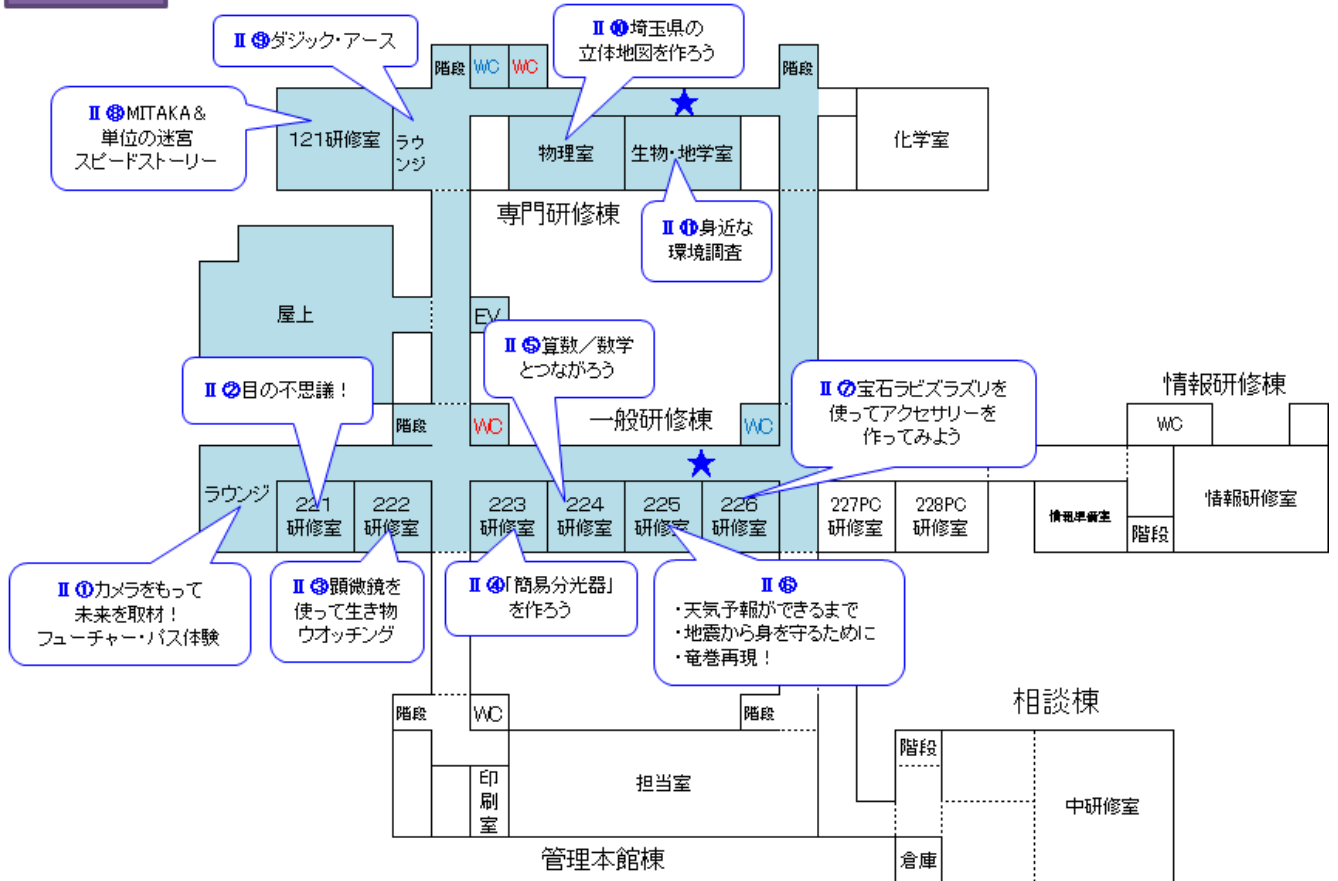 Ⅱ⑨ダジック・アース
Ⅱ⑩埼玉県の
立体地図を作ろう
階段
WC
WC
階段
Ⅱ⑧MITAKA&
単位の迷宮
スピードストーリー
121研修室
ラウ
ンジ
物理室
生物・地学室
化学室
専門研修棟
Ⅱ⑪身近な
環境調査
屋上
EV
Ⅱ⑤算数/数学
とつながろう
Ⅱ②目の不思議!
Ⅱ⑦宝石ラピズラズリを
使ってアクセサリーを
作ってみよう
情報研修棟
階段
WC
一般研修棟
WC
WC
ラウンジ
221
研修室
222
研修室
223
研修室
224
研修室
225
研修室
226
研修室
227PC
研修室
228PC
研修室
情報準備室
階段
情報研修室
Ⅱ①カメラをもって
未来を取材!
フューチャー・パス体験
Ⅱ③顕微鏡を
使って生き物
ウオッチング
Ⅱ④「簡易分光器」
を作ろう
Ⅱ⑥
・天気予報ができるまで
・地震から身を守るために
・竜巻再現!
階段
WC
階段
相談棟
印
刷
室
担当室
階段
中研修室
管理本館棟
倉庫